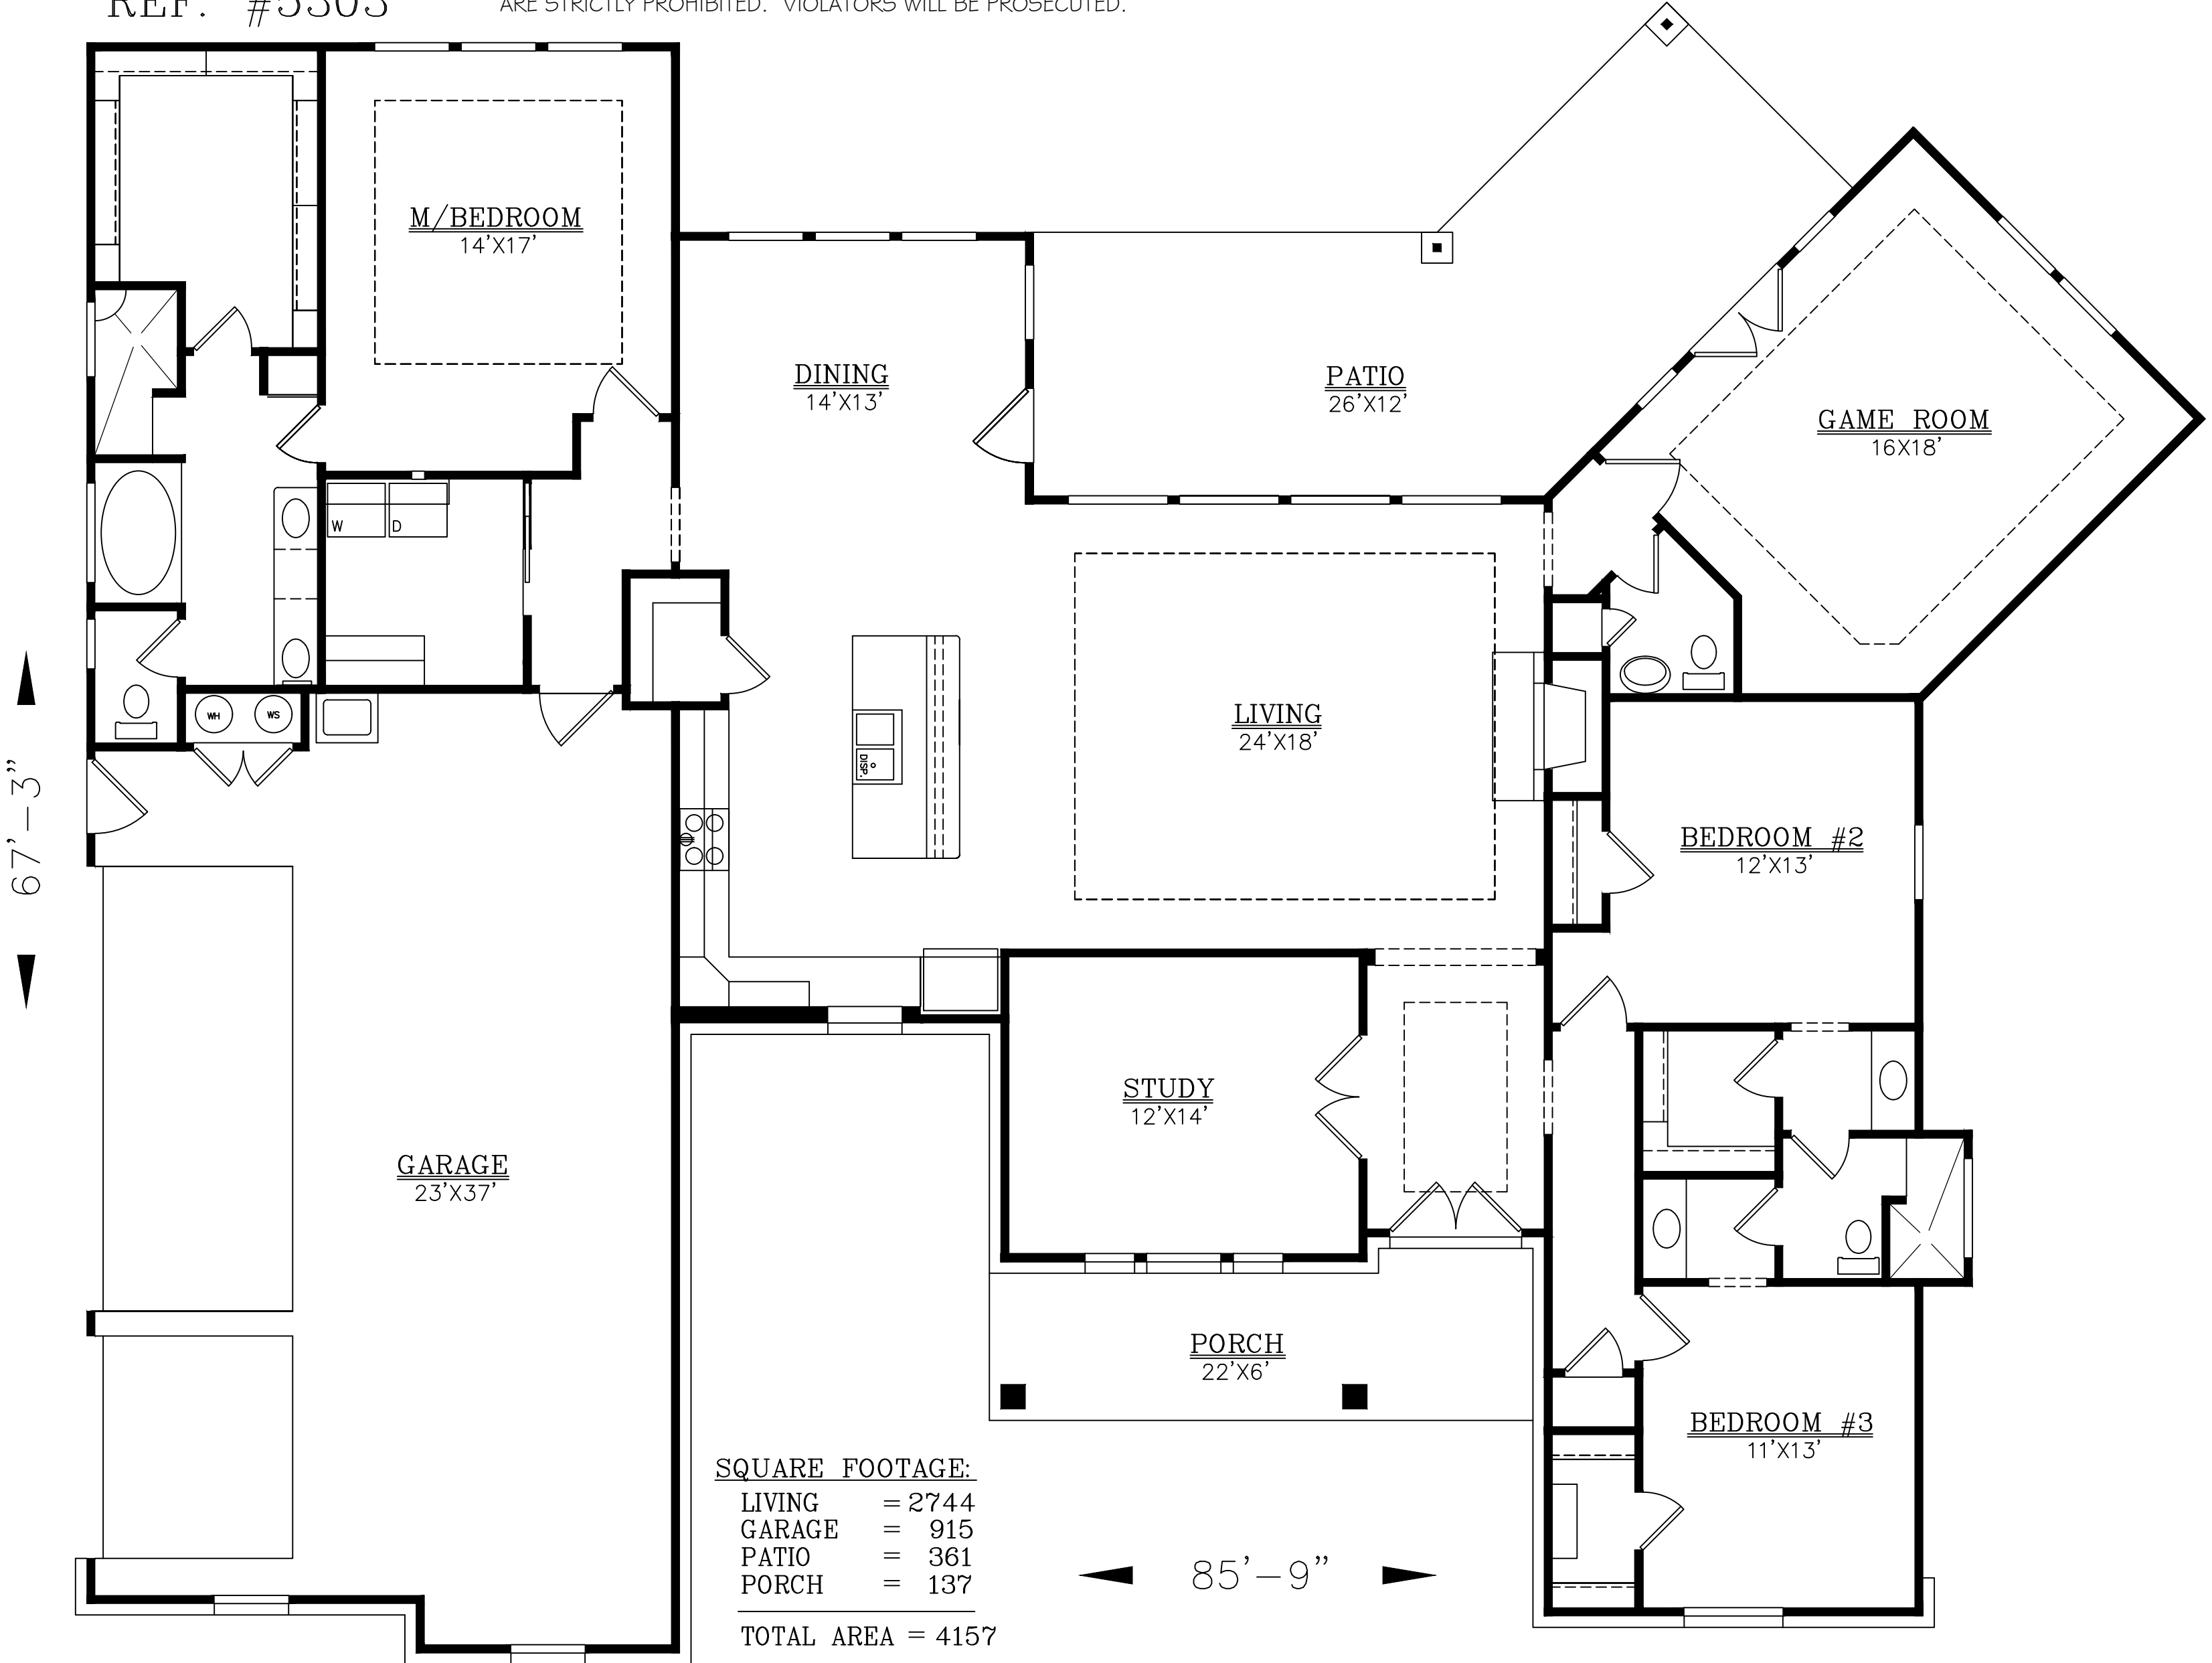 REF. #5303
ARE STRICTLY PROHIBITED. VIOLATORS WILL BE PROSECUTED.
M/BEDROOM
14'X17'
DINING
14'X13'
PATIO
26'X12'
GAME ROOM
16X18'
W
D
WH
WS
LIVING
24'X18'
DISP.
67'-3"
BEDROOM #2
12'X13'
STUDY
12'X14'
GARAGE
23'X37'
PORCH
22'X6'
BEDROOM #3
11'X13'
SQUARE FOOTAGE:
LIVING = 2744
GARAGE = 915
PATIO = 361
PORCH = 137
TOTAL AREA = 4157
85'-9"